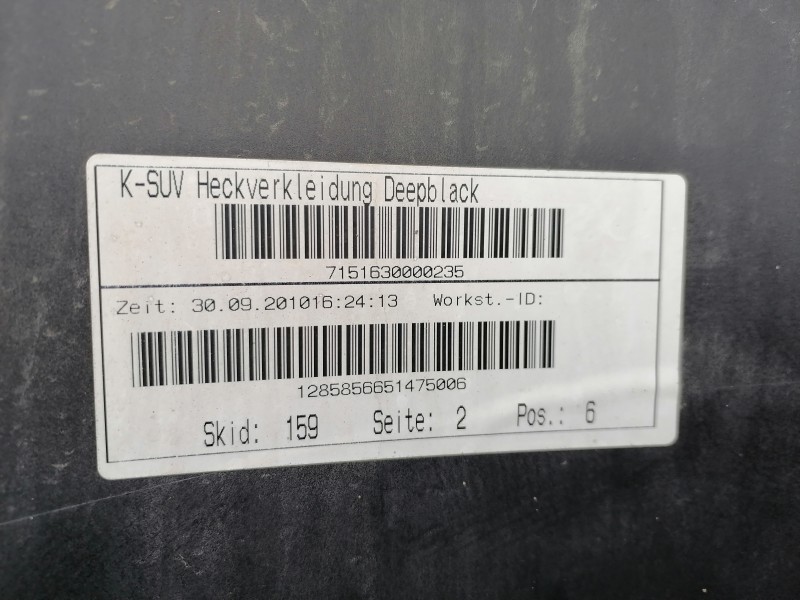 K-SUV Heckverkleidung Deepblack
7151630000235
Zeit: 30.09.201016:24:13 Workst.-ID:
1285856651475006
Skid: 159 Seite: 2 Pos.: 6